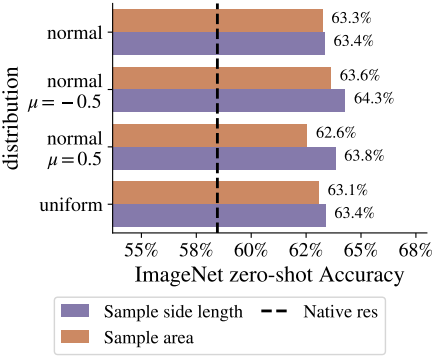 distribution
normal
63.3%
63.4%
normal
μ = −0.5
63.6%
64.3%
normal
μ = 0.5
62.6%
63.8%
uniform
63.1%
63.4%
55% 58% 60% 62% 65% 68%
ImageNet zero-shot Accuracy
Sample side length
Native res
Sample area